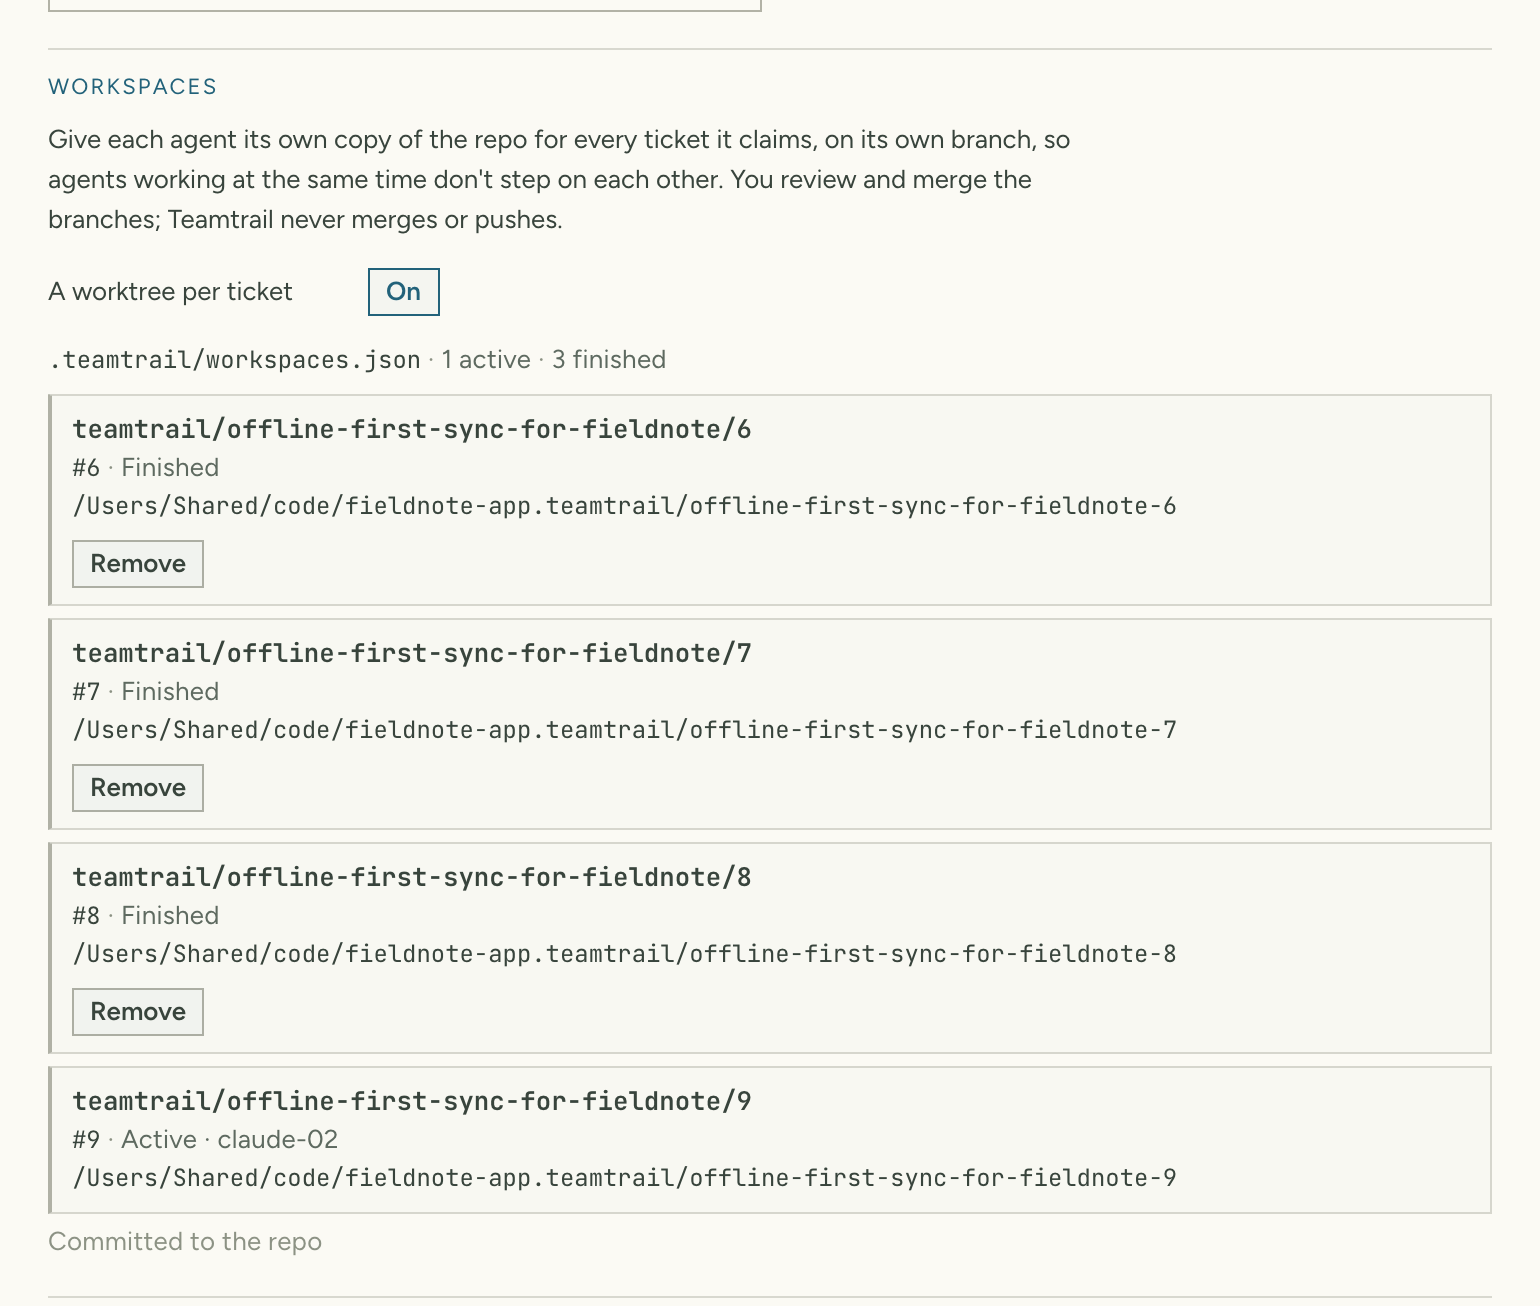 WORKSPACES
Give each agent its own copy of the repo for every ticket it claims, on its own branch, so
agents working at the same time don't step on each other. You review and merge the
branches; Teamtrail never merges or pushes.
A worktree per ticket On
.teamtrail/workspaces.json · 1 active · 3 finished
teamtrail/offline-first-sync-for-fieldnote/6
#6 · Finished
/Users/Shared/code/fieldnote-app.teamtrail/offline-first-sync-for-fieldnote-6
Remove
teamtrail/offline-first-sync-for-fieldnote/7
#7 · Finished
/Users/Shared/code/fieldnote-app.teamtrail/offline-first-sync-for-fieldnote-7
Remove
teamtrail/offline-first-sync-for-fieldnote/8
#8 · Finished
/Users/Shared/code/fieldnote-app.teamtrail/offline-first-sync-for-fieldnote-8
Remove
teamtrail/offline-first-sync-for-fieldnote/9
#9 · Active · claude-02
/Users/Shared/code/fieldnote-app.teamtrail/offline-first-sync-for-fieldnote-9
Committed to the repo